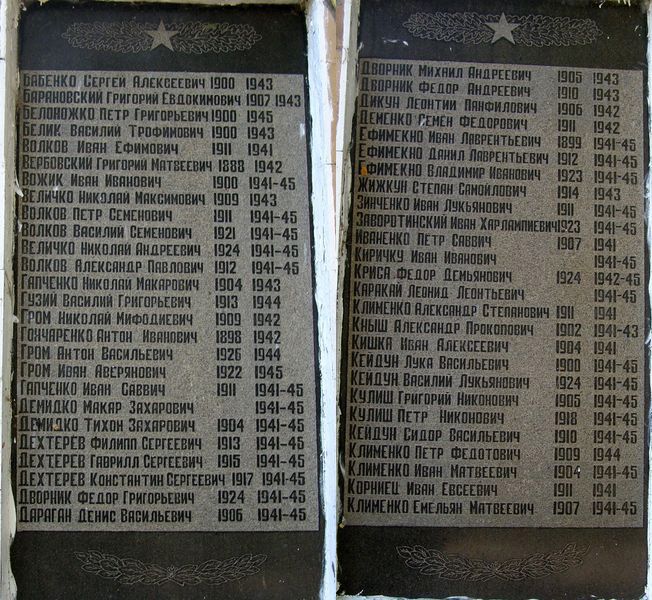 Бабенко Сергей Алексеевич 1900 1943
Барановский Григорий Евдокимович 1907 1943
Белоножко Петр Григорьевич 1900 1945
Белик Василий Трофимович 1900 1943
Волков Иван Ефимович 1911 1941
Вербовский Григорий Матвеевич 1888 1942
Вожик Иван Иванович 1900 1941-45
Величко Николай Максимович 1909 1943
Волков Петр Семенович 1911 1941-45
Волков Василий Семенович 1921 1941-45
Величко Николай Андреевич 1924 1941-45
Волков Александр Павлович 1912 1941-45
Гапченко Николай Макарович 1904 1943
Гузий Василий Григорьевич 1913 1944
Гром Николай Мифодиевич 1909 1942
Гончаренко Антон Иванович 1898 1942
Гром Антон Васильевич 1926 1944
Гром Иван Аверянович 1922 1945
Гапченко Иван Саввич 1911 1941-45
Демидко Макар Захарович 1941-45
Демидко Тихон Захарович 1904 1941-45
Дехтерев Филипп Сергеевич 1913 1941-45
Дехтерев Гаврилл Сергеевич 1915 1941-45
Дехтерев Константин Сергеевич 1917 1941-45
Дворник Федор Григорьевич 1924 1941-45
Дараган Денис Васильевич 1906 1941-45
Дворник Михаил Андреевич 1905 1943
Дворник Федор Андреевич 1910 1943
Дикун Леонтий Панфилович 1906 1942
Деменко Семен Федорович 1911 1942
Ефимекно Иван Лаврентьевич 1899 1941-45
Ефимекно Данил Лаврентьевич 1912 1941-45
Ефимекно Владимир Иванович 1923 1941-45
Жижкун Степан Самойлович 1914 1943
Зинченко Иван Лукьянович 1911 1941-45
Заворотинский Иван Харлампиевич 1923 1941-45
Иваненко Петр Саввич 1907 1941
Киричку Иван Иванович 1941-45
Криса Федор Демьянович 1924 1942-45
Каракай Леонид Леонтьевич 1941-45
Клименко Александр Степанович 1911 1941
Кныш Александр Прокопович 1902 1941-43
Кишка Иван Алексеевич 1904 1941
Кейдун Лука Васильевич 1900 1941-45
Кейдун Василий Лукьянович 1924 1941-45
Кулиш Григорий Никонович 1905 1941-45
Кулиш Петр Никонович 1918 1941-45
Кейдун Сидор Васильевич 1910 1941-45
Клименко Петр Федотович 1909 1944
Клименко Иван Матвеевич 1904 1941-45
Корниец Иван Евсеевич 1911 1941
Клименко Емельян Матвеевич 1907 1941-45